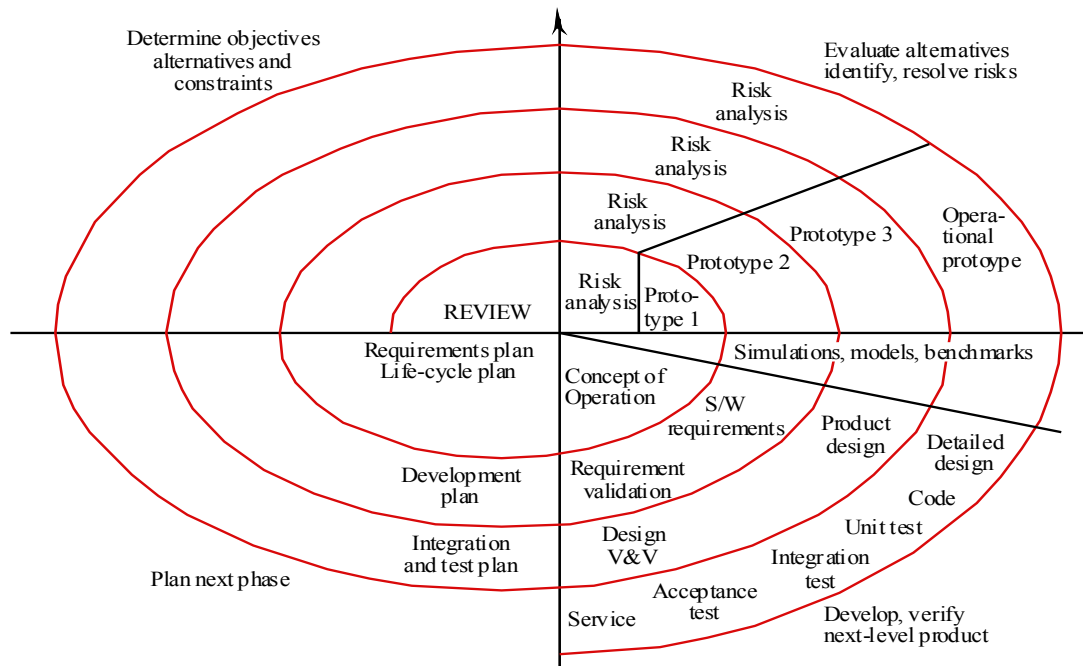 Determine objectives
alternatives and
constraints
Evaluate alternatives
identify, resolve risks
Risk
analysis
Risk
analysis
Risk
analysis
Risk
analysis
Proto-
type 1
Prototype 2
Prototype 3
Opera-
tional
protoype
REVIEW
Requirements plan
Life-cycle plan
Simulations, models, benchmarks
Concept of
Operation
S/W
requirements
Product
design
Detailed
design
Development
plan
Requirement
validation
Code
Unit test
Integration
and test plan
Design
V&V
Integration
test
Plan next phase
Acceptance
test
Service
Develop, verify
next-level product